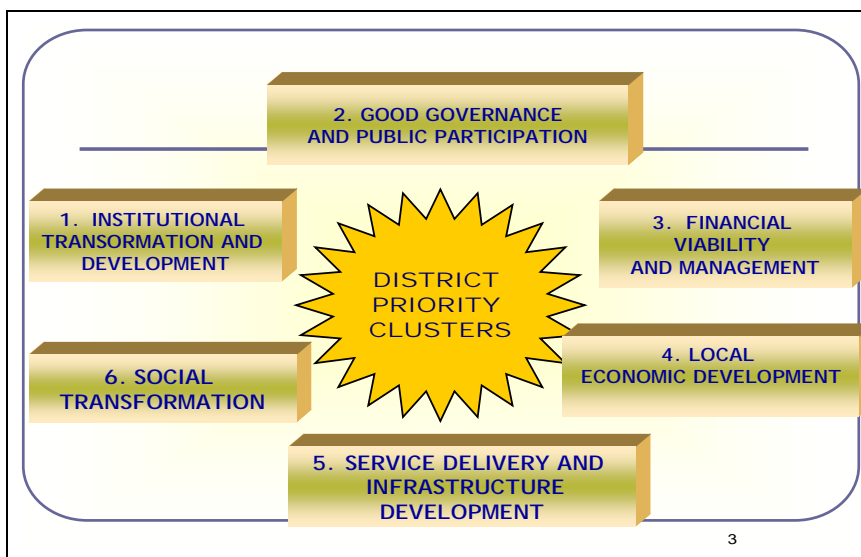 2. GOOD GOVERNANCE
AND PUBLIC PARTICIPATION
1. INSTITUTIONAL
TRANSORMATION AND
DEVELOPMENT
3. FINANCIAL
VIABILITY
AND MANAGEMENT
DISTRICT
PRIORITY
CLUSTERS
4. LOCAL
ECONOMIC DEVELOPMENT
6. SOCIAL
TRANSFORMATION
5. SERVICE DELIVERY AND
INFRASTRUCTURE
DEVELOPMENT
3